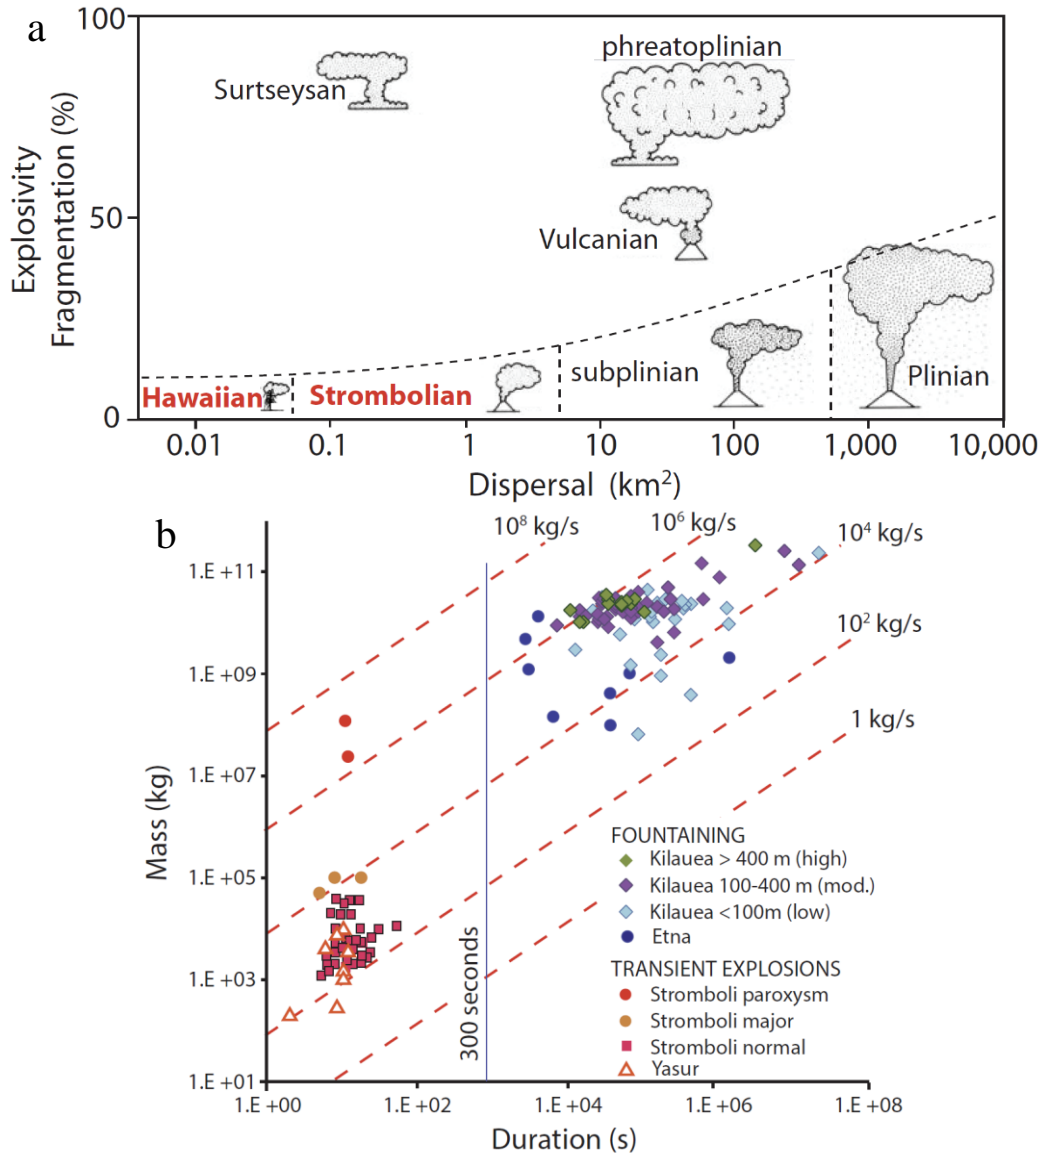 a
100
50
0
Explosivity
Fragmentation (%)
Surtseysan
phreatoplinian
Vulcanian
Hawaiian
Strombolian
subplinian
Plinian
0.01
0.1
1
10
100
1,000
10,000
Dispersal (km²)
b
10⁸ kg/s
10⁶ kg/s
10⁴ kg/s
10² kg/s
1 kg/s
1.E +11
1.E +09
1.E +07
1.E +05
1.E +03
1.E +01
Mass (kg)
300 seconds
FOUNTAINING
Kilauea > 400 m (high)
Kilauea 100-400 m (mod.)
Kilauea <100m (low)
Etna
TRANSIENT EXPLOSIONS
Stromboli paroxysm
Stromboli major
Stromboli normal
Yasur
1.E +00
1.E +02
1.E +04
1.E +06
1.E +08
Duration (s)